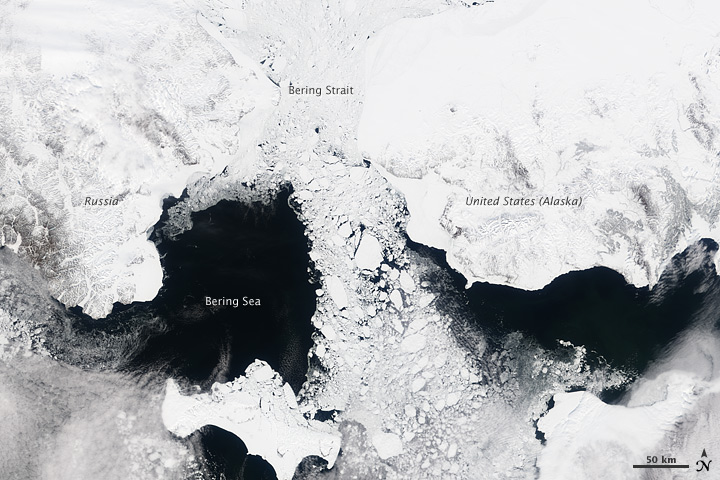 Bering Strait
Russia
United States (Alaska)
Bering Sea
50 km
N